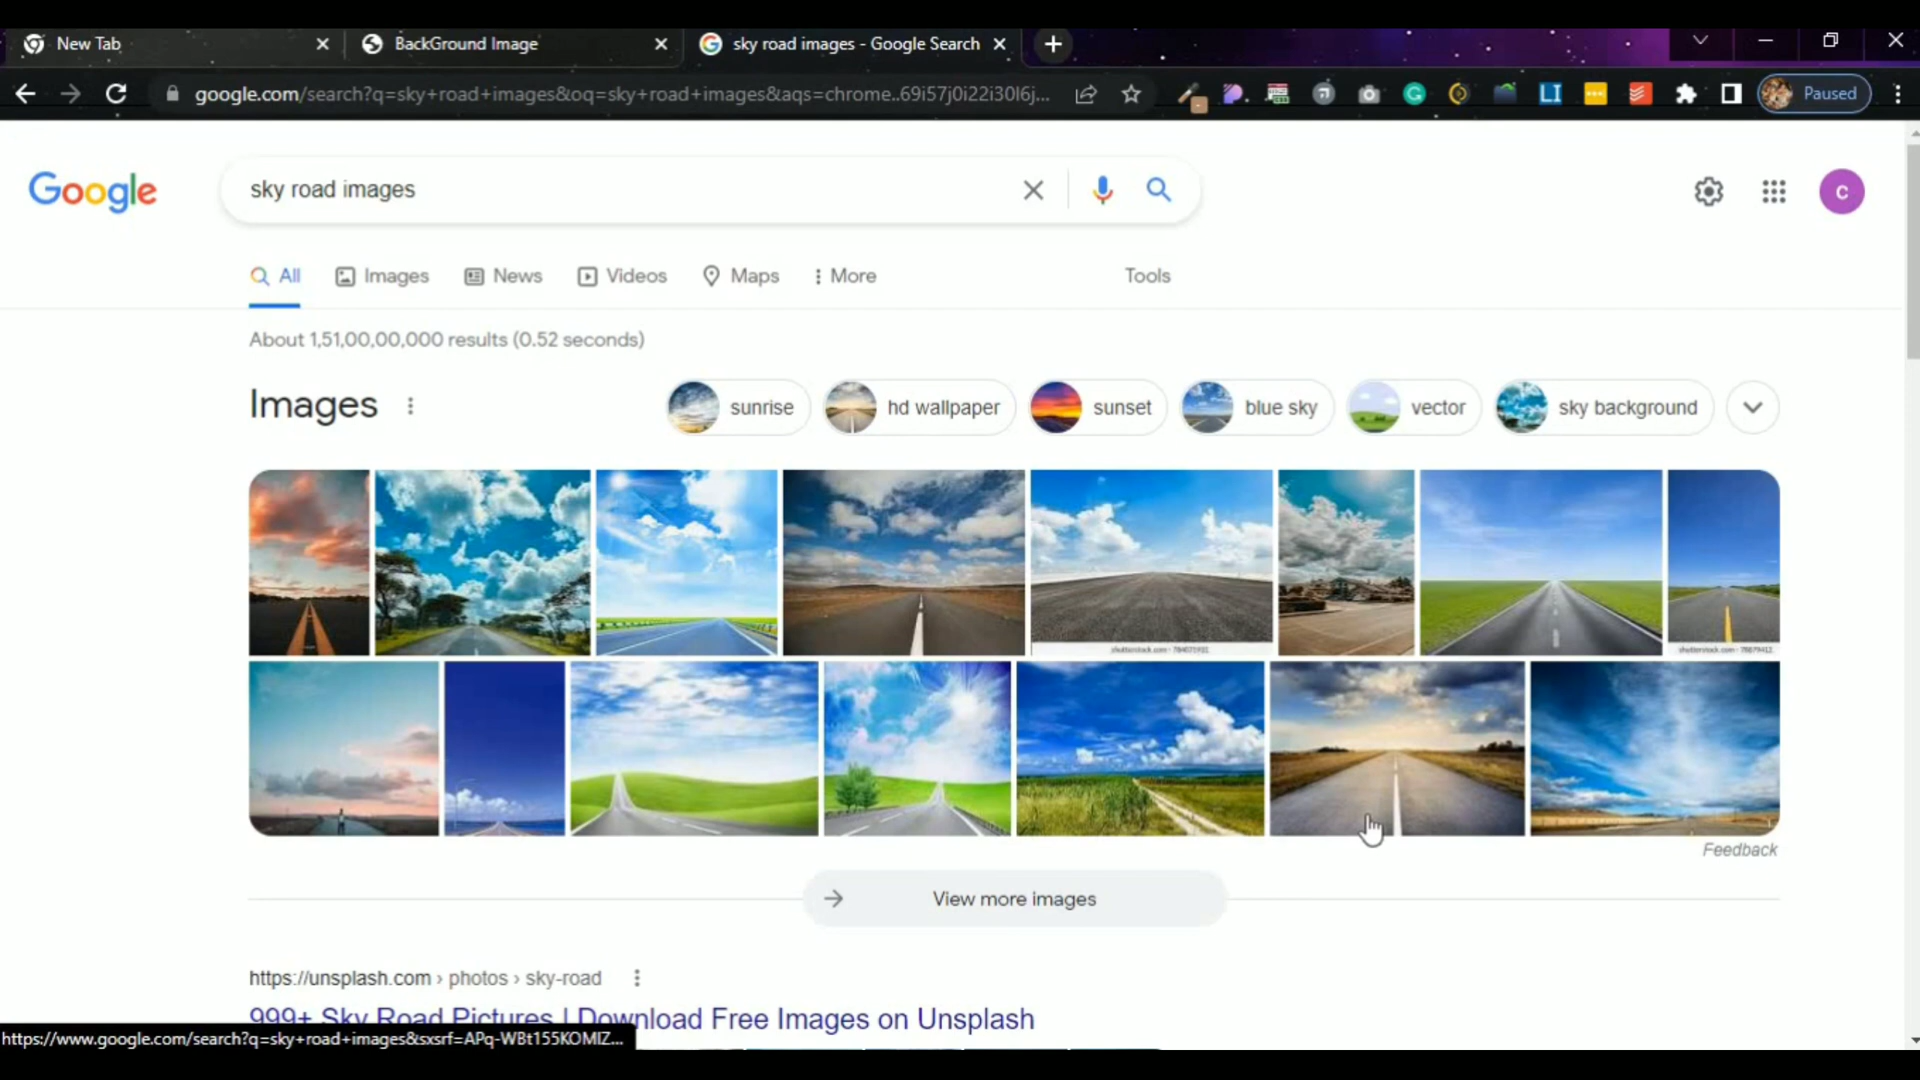 New Tab
BackGround Image
sky road images - Google Search
google.com/search?q=sky+road+images&oq=sky+road+images&aqs=chrome..69i57j0i22i30l6j...
Paused
Google
sky road images
c
All
Images
News
Videos
Maps
More
Tools
About 1,51,00,00,000 results (0.52 seconds)
Images
sunrise
hd wallpaper
sunset
blue sky
vector
sky background
Feedback
View more images
https://unsplash.com › photos › sky-road
999+ Sky Road Pictures | Download Free Images on Unsplash
https://www.google.com/search?q=sky+road+images&sxsrf=APq-WBt155KOMIZ...